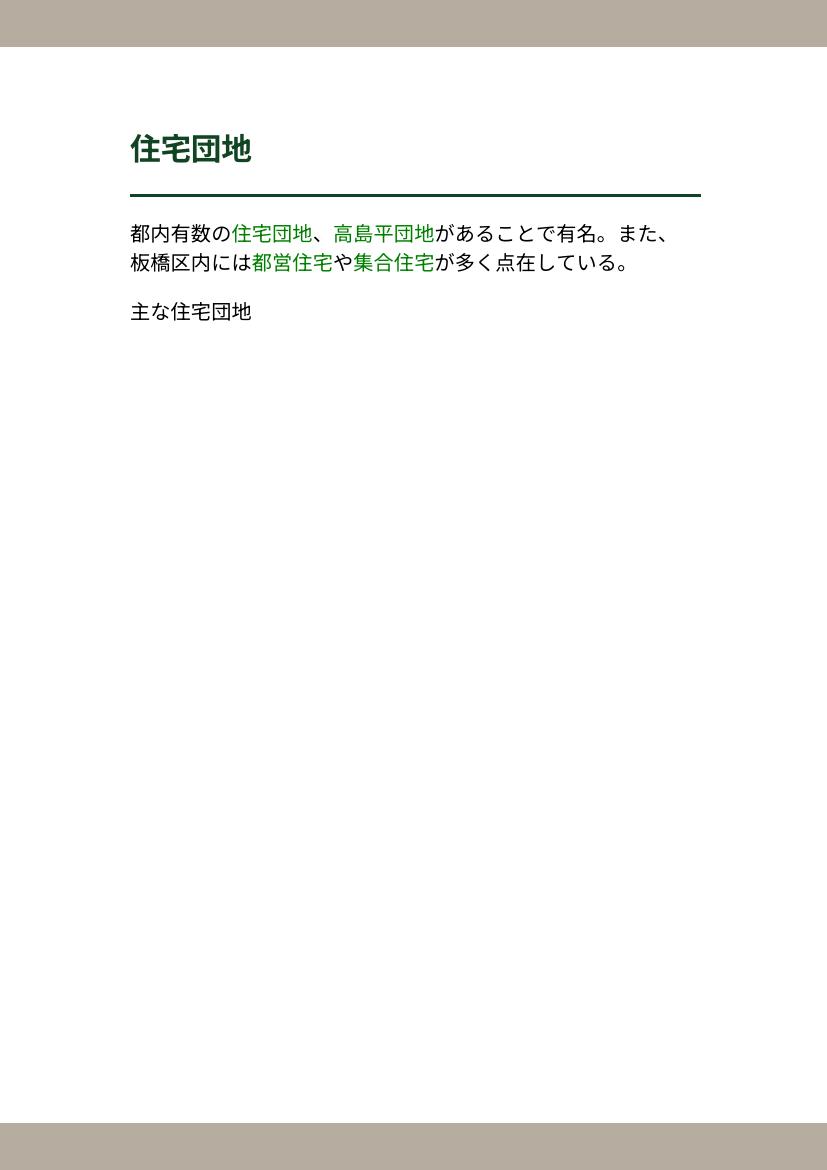 住宅団地
都内有数の住宅団地、高島平団地があることで有名。また、
板橋区内には都営住宅や集合住宅が多く点在している。
主な住宅団地